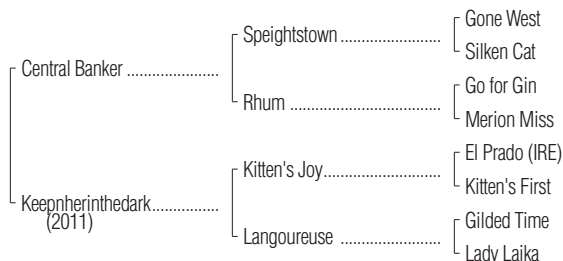 Gone West
Speightstown ......................
Silken Cat
Central Banker ....................
Go for Gin
Rhum .................................
Merion Miss
El Prado (IRE)
Kitten's Joy..........................
Kitten's First
Keepnherinthedark...............
(2011)
Gilded Time
Langoureuse ......................
Lady Laika